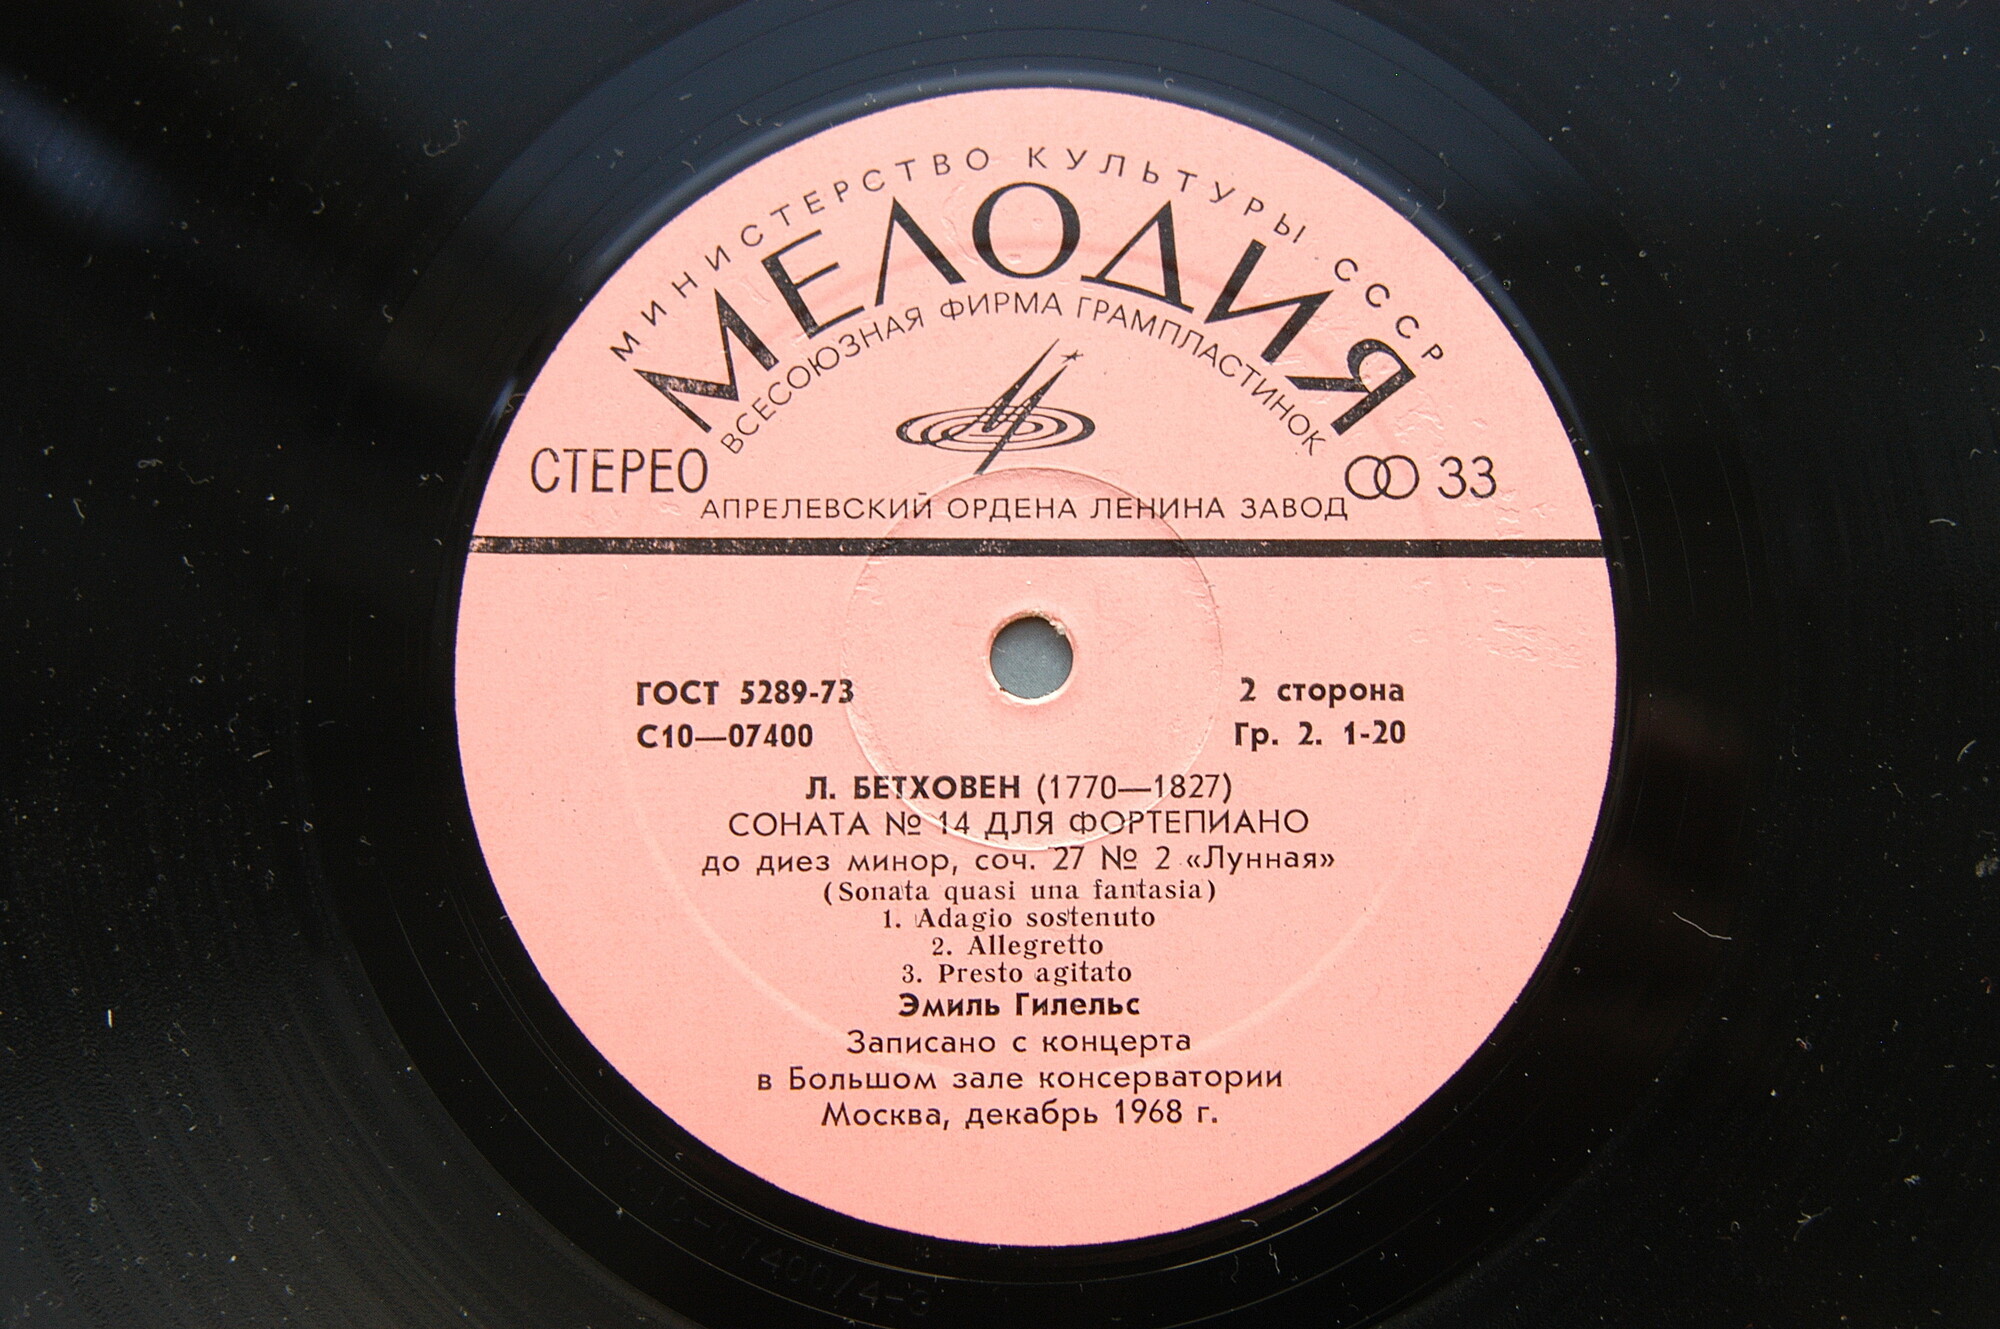 МИНИСТЕРСТВО КУЛЬТУРЫ СССР
МЕЛОДИЯ
ВСЕСОЮЗНАЯ ФИРМА ГРАМПЛАСТИНОК
СТЕРЕО
33
АПРЕЛЕВСКИЙ ОРДЕНА ЛЕНИНА ЗАВОД
ГОСТ 5289-73
2 сторона
С10—07400
Гр. 2. 1-20
Л. БЕТХОВЕН (1770—1827)
СОНАТА № 14 ДЛЯ ФОРТЕПИАНО
до диез минор, соч. 27 № 2 «Лунная»
(Sonata quasi una fantasia)
1. Adagio sostenuto
2. Allegretto
3. Presto agitato
Эмиль Гилельс
Записано с концерта
в Большом зале консерватории
Москва, декабрь 1968 г.